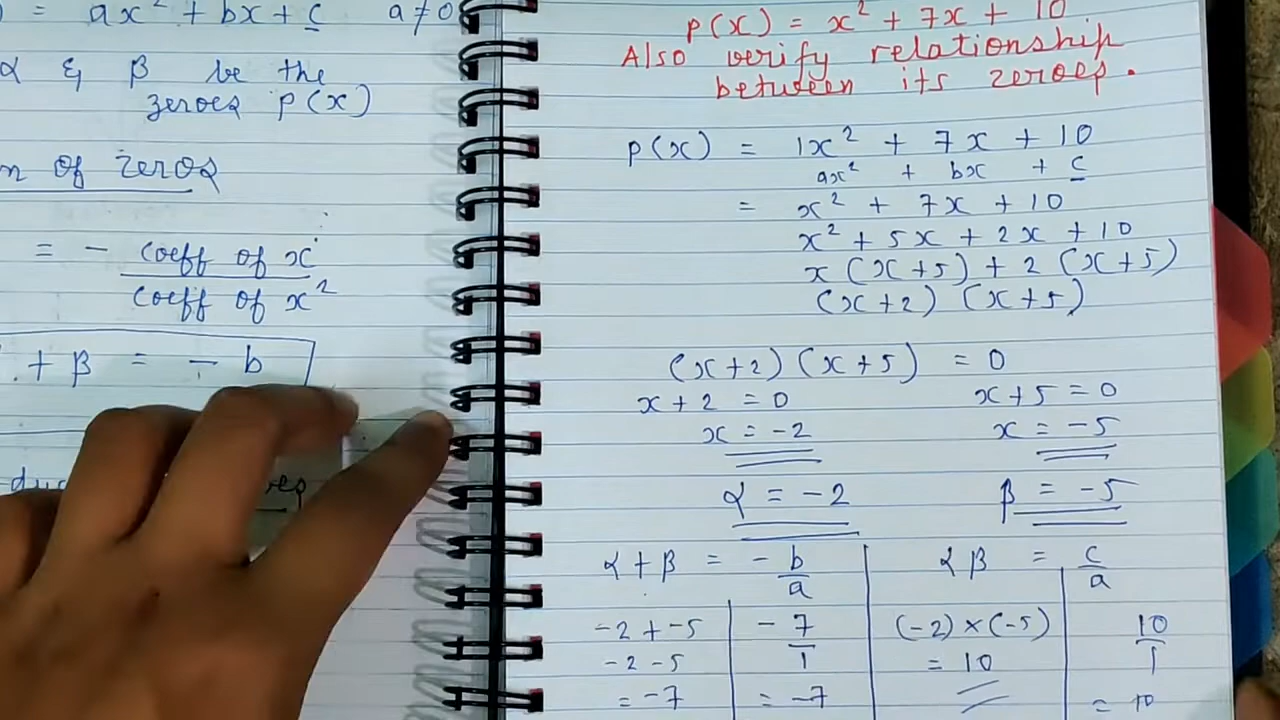 = ax² + bx + c a ≠ 0
α & β be the
zeroes p(x)
of zeros
= - coeff of x
coeff of x²
+ β = - b
p(x) = x² + 7x + 10
Also verify relationship
between its zeroes.
p(x) = 1x² + 7x + 10
ax² + bx + c
= x² + 7x + 10
x² + 5x + 2x + 10
x (x+5) + 2 (x+5)
(x+2) (x+5)
(x+2) (x+5) = 0
x + 2 = 0 x + 5 = 0
x = -2 x = -5
α = -2 β = -5
α + β = - b/a αβ = c/a
-2 + -5 - 7/1 (-2) × (-5) 10/1
-2 - 5 = 10
= -7 = -7 = 10